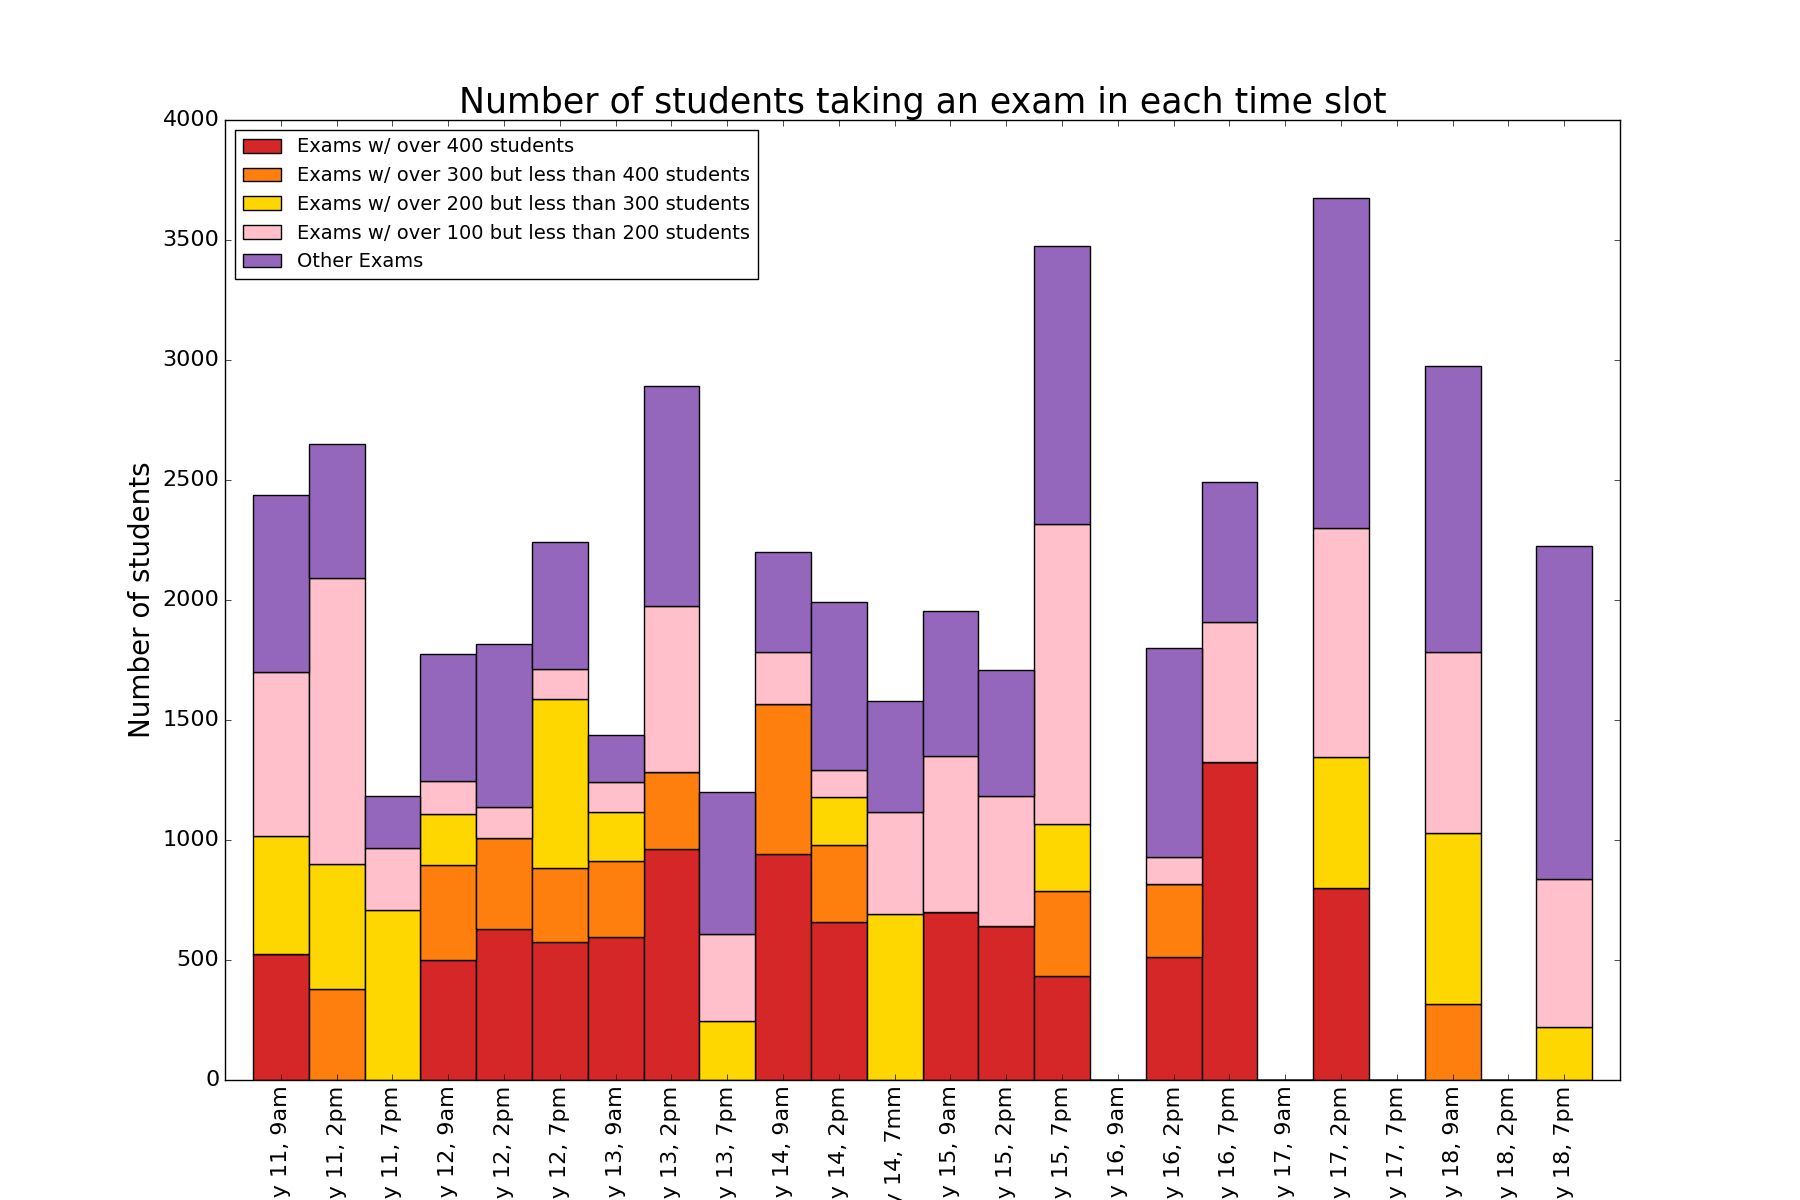 Number of students taking an exam in each time slot
Number of students
4000
3500
3000
2500
2000
1500
1000
500
0
Exams w/ over 400 students
Exams w/ over 300 but less than 400 students
Exams w/ over 200 but less than 300 students
Exams w/ over 100 but less than 200 students
Other Exams
y 11, 9am
y 11, 2pm
y 11, 7pm
y 12, 9am
y 12, 2pm
y 12, 7pm
y 13, 9am
y 13, 2pm
y 13, 7pm
y 14, 9am
y 14, 2pm
y 14, 7mm
y 15, 9am
y 15, 2pm
y 15, 7pm
y 16, 9am
y 16, 2pm
y 16, 7pm
y 17, 9am
y 17, 2pm
y 17, 7pm
y 18, 9am
y 18, 2pm
y 18, 7pm